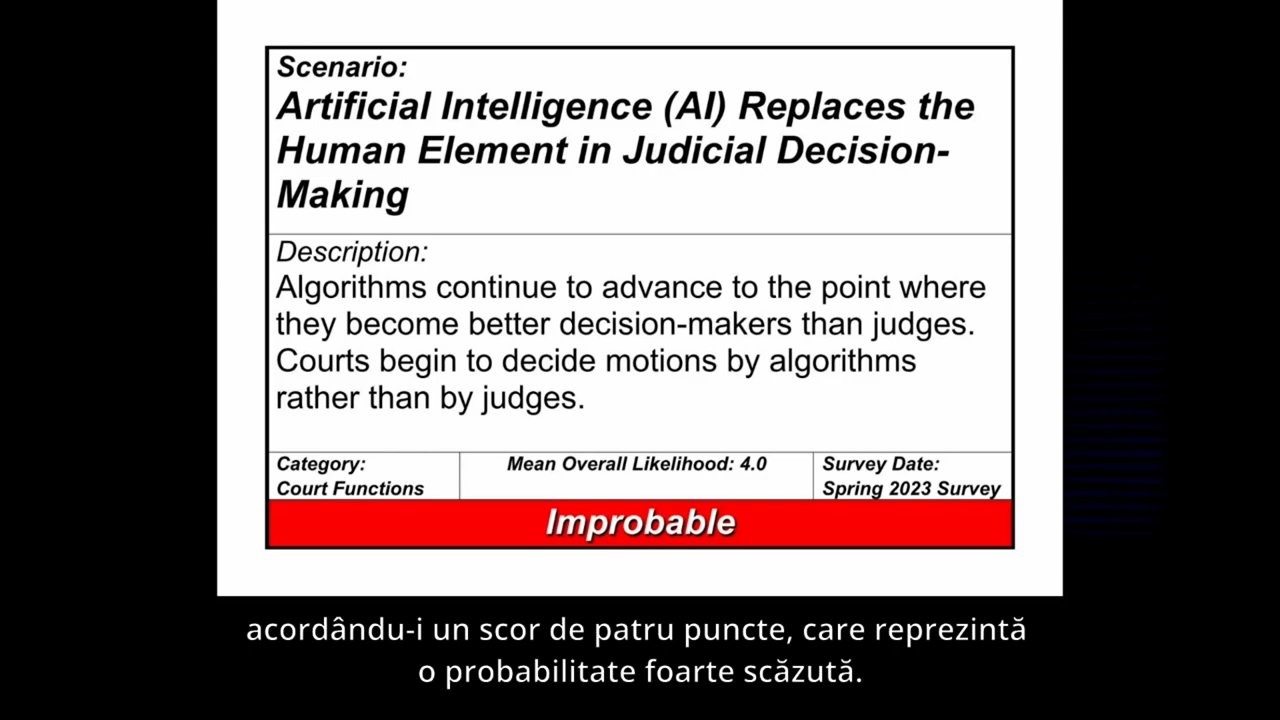 Scenario:
Artificial Intelligence (AI) Replaces the
Human Element in Judicial Decision-
Making
Description:
Algorithms continue to advance to the point where
they become better decision-makers than judges.
Courts begin to decide motions by algorithms
rather than by judges.
Category:
Court Functions
Mean Overall Likelihood: 4.0
Survey Date:
Spring 2023 Survey
Improbable
acordându-i un scor de patru puncte, care reprezintă
o probabilitate foarte scăzută.